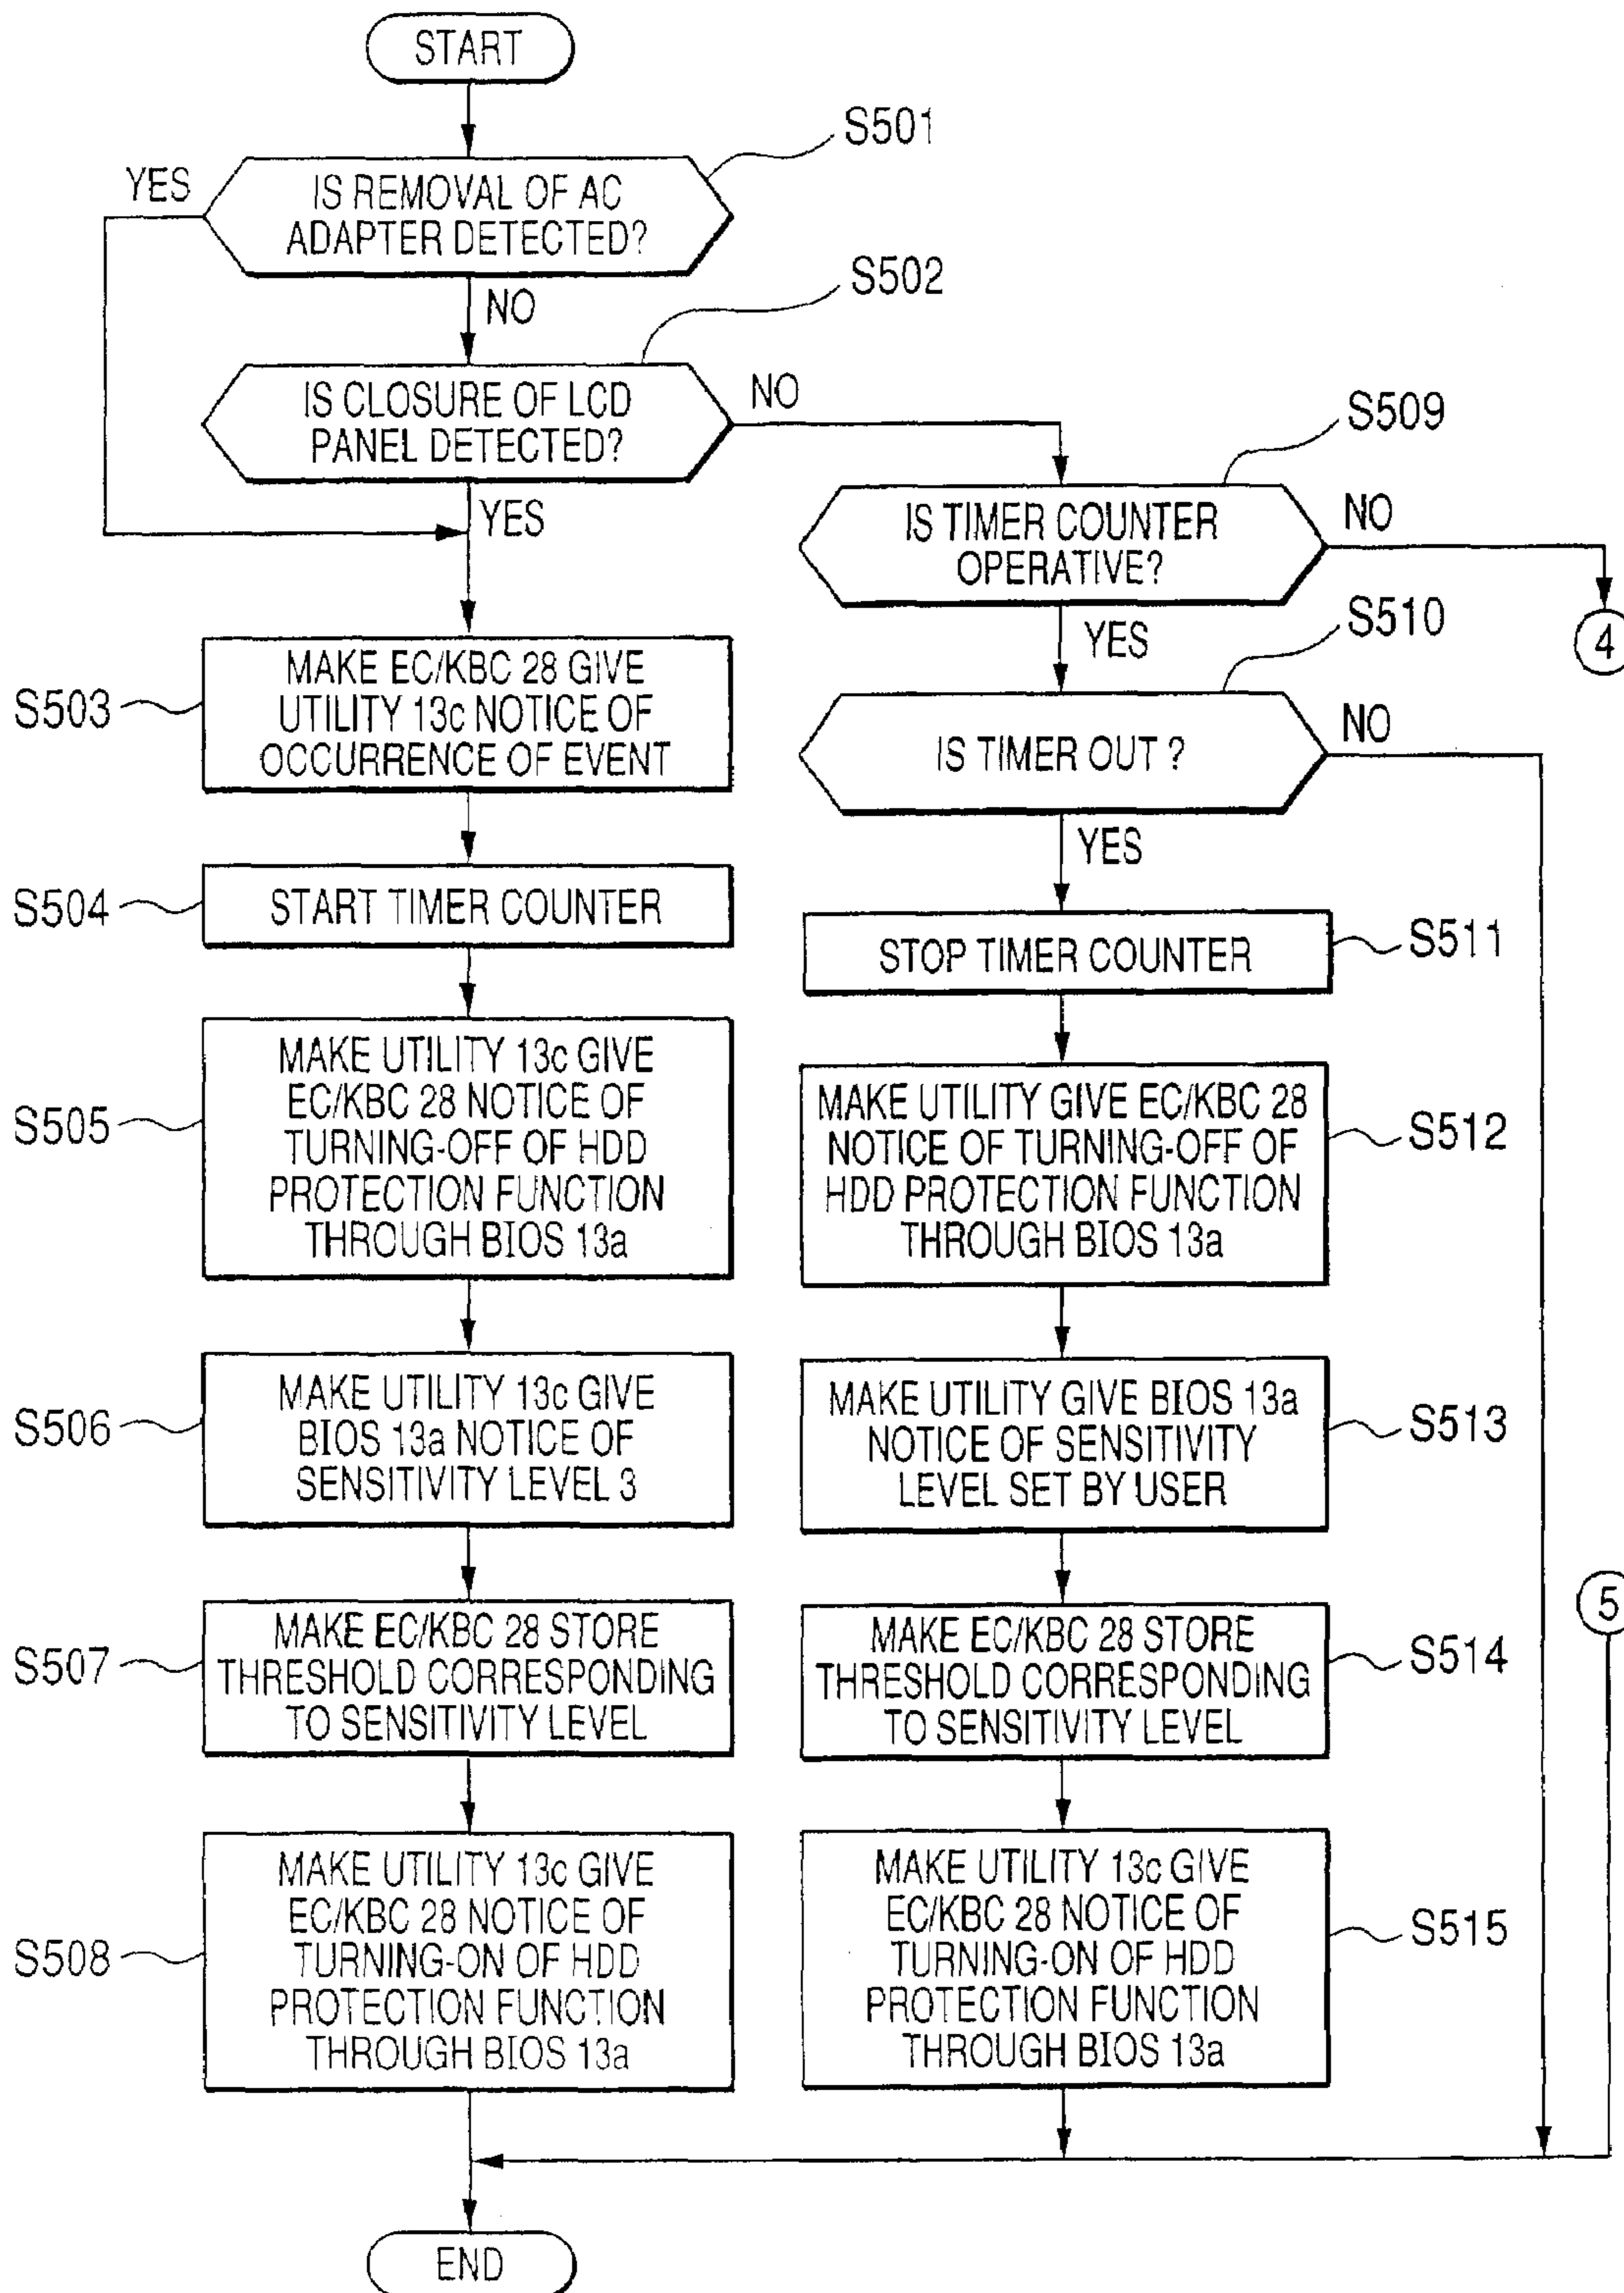 START
S501
YES
IS REMOVAL OF AC
ADAPTER DETECTED?
S502
NO
IS CLOSURE OF LCD
PANEL DETECTED?
NO
YES
S509
IS TIMER COUNTER
OPERATIVE?
NO
4
YES
S510
IS TIMER OUT ?
NO
YES
S503
MAKE EC/KBC 28 GIVE
UTILITY 13c NOTICE OF
OCCURRENCE OF EVENT
S504
START TIMER COUNTER
S505
MAKE UTILITY 13c GIVE
EC/KBC 28 NOTICE OF
TURNING-OFF OF HDD
PROTECTION FUNCTION
THROUGH BIOS 13a
S506
MAKE UTILITY 13c GIVE
BIOS 13a NOTICE OF
SENSITIVITY LEVEL 3
S507
MAKE EC/KBC 28 STORE
THRESHOLD CORRESPONDING
TO SENSITIVITY LEVEL
S508
MAKE UTILITY 13c GIVE
EC/KBC 28 NOTICE OF
TURNING-ON OF HDD
PROTECTION FUNCTION
THROUGH BIOS 13a
STOP TIMER COUNTER
S511
MAKE UTILITY GIVE EC/KBC 28
NOTICE OF TURNING-OFF OF
HDD PROTECTION FUNCTION
THROUGH BIOS 13a
S512
MAKE UTILITY GIVE BIOS 13a
NOTICE OF SENSITIVITY
LEVEL SET BY USER
S513
MAKE EC/KBC 28 STORE
THRESHOLD CORRESPONDING
TO SENSITIVITY LEVEL
S514
MAKE UTILITY 13c GIVE
EC/KBC 28 NOTICE OF
TURNING-ON OF HDD
PROTECTION FUNCTION
THROUGH BIOS 13a
S515
5
END